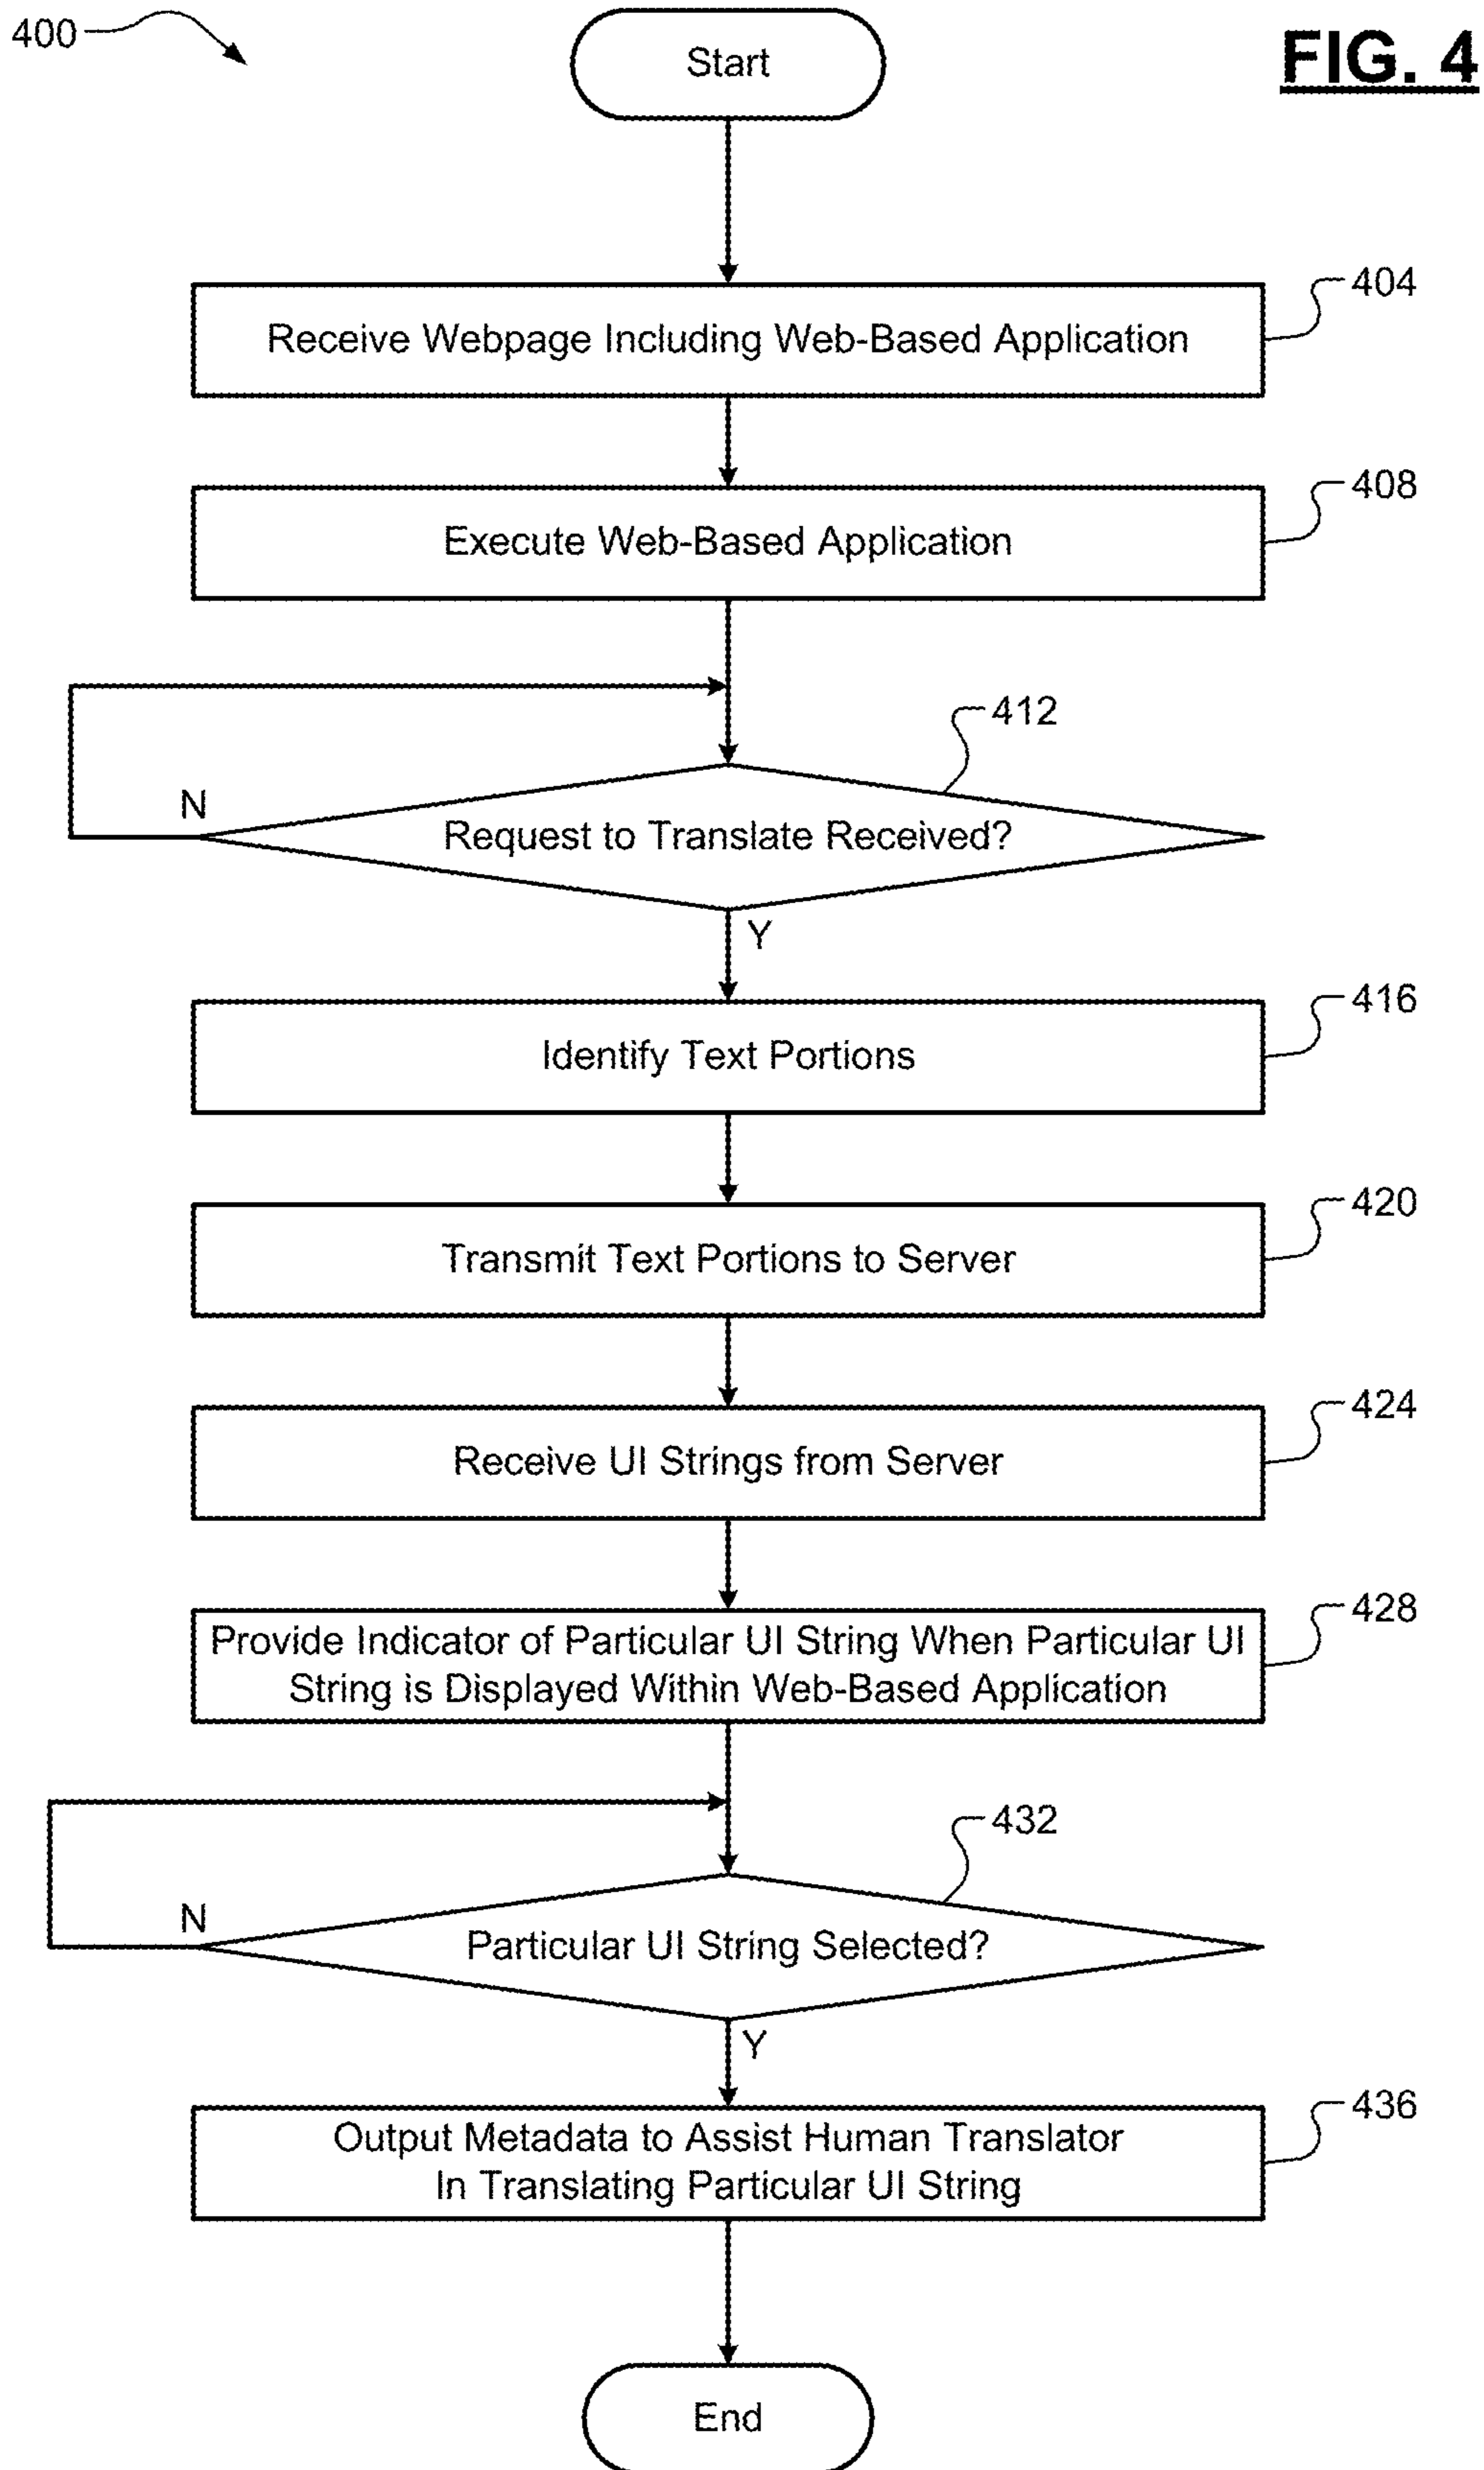 400
Start
FIG. 4
404
Receive Webpage Including Web-Based Application
408
Execute Web-Based Application
412
N
Request to Translate Received?
Y
416
Identify Text Portions
420
Transmit Text Portions to Server
424
Receive UI Strings from Server
428
Provide Indicator of Particular UI String When Particular UI
String is Displayed Within Web-Based Application
432
N
Particular UI String Selected?
Y
436
Output Metadata to Assist Human Translator
In Translating Particular UI String
End